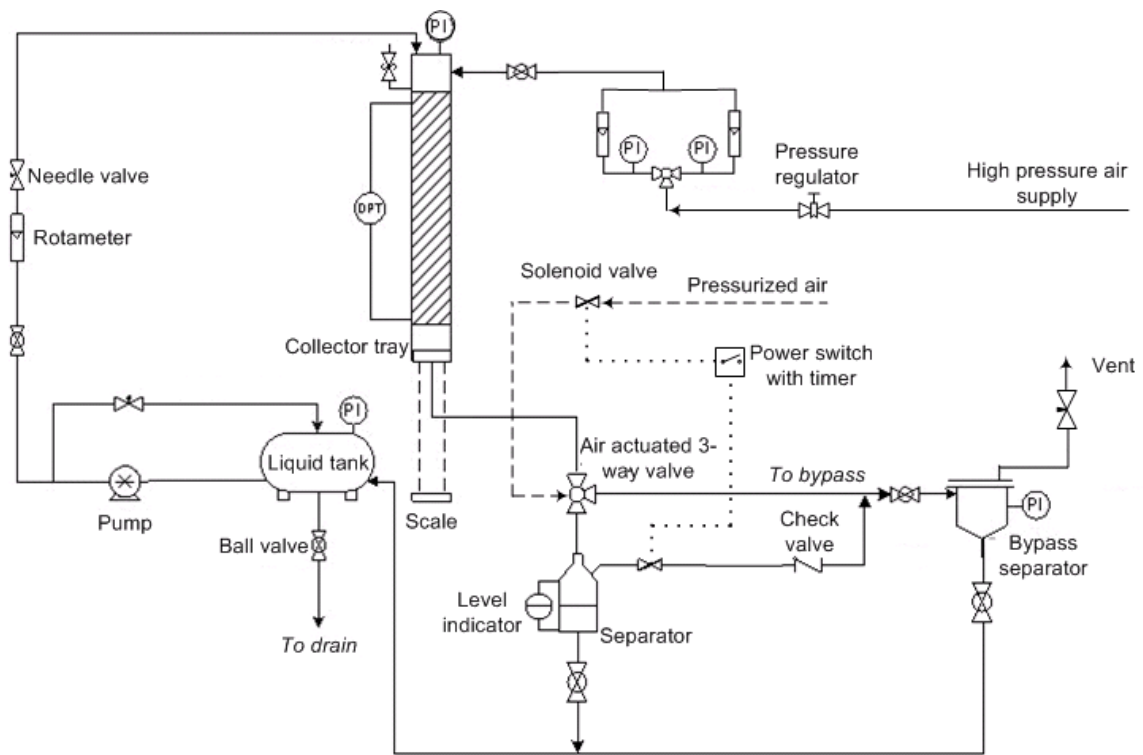 PI
Needle valve
PI
PI
Pressure
regulator
High pressure air
supply
DPT
Rotameter
Solenoid valve
Pressurized air
Collector tray
Power switch
with timer
Vent
PI
Liquid tank
Air actuated 3-
way valve
To bypass
Pump
Scale
Check
valve
PI
Ball valve
Bypass
separator
Level
indicator
Separator
To drain